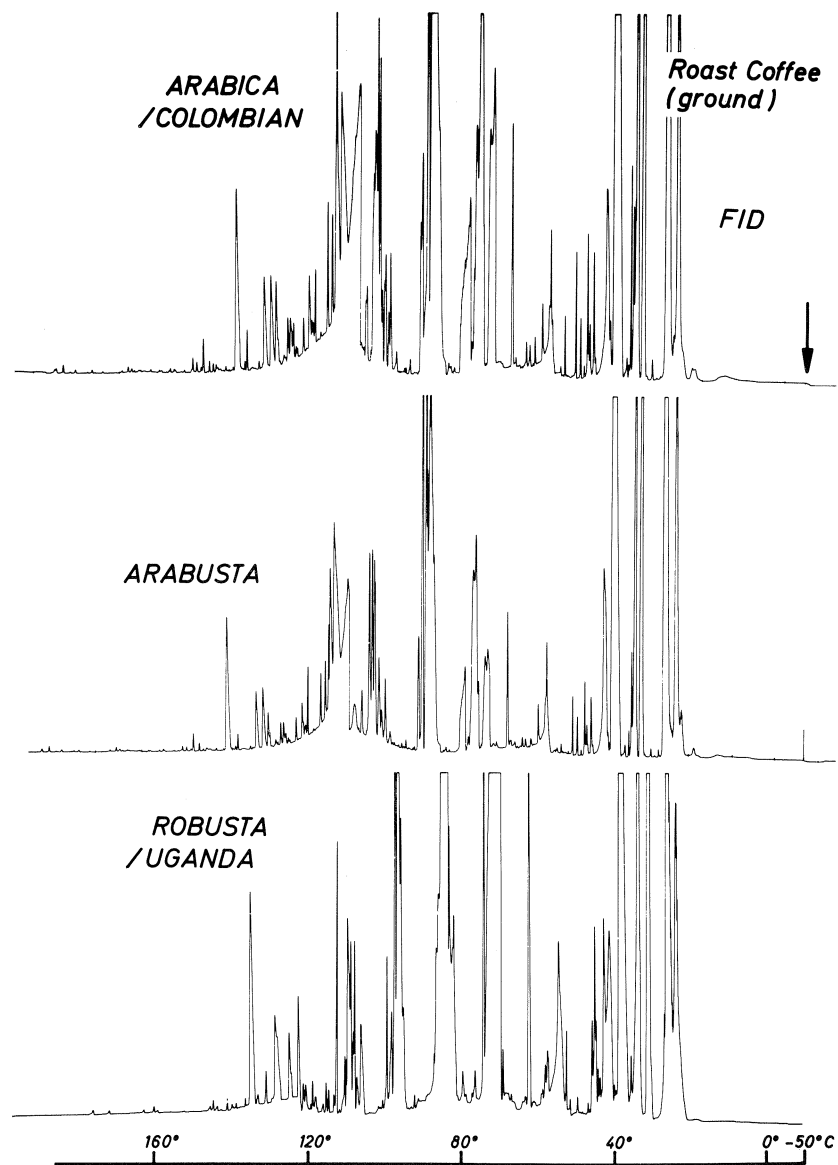 ARABICA
/COLOMBIAN
Roast Coffee
(ground)
FID
ARABUSTA
ROBUSTA
/UGANDA
160° 120° 80° 40° 0° -50°C